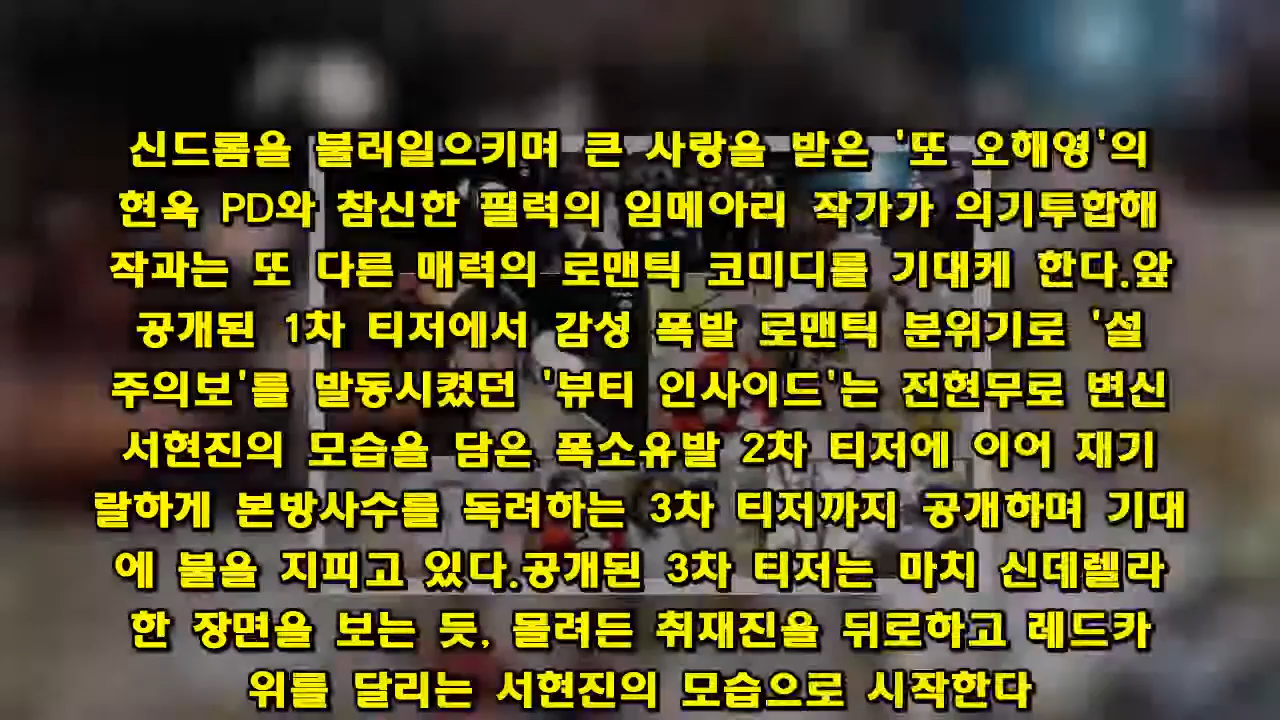 신드롬을 불러일으키며 큰 사랑을 받은 '또 오해영'의
현욱 PD와 참신한 필력의 임메아리 작가가 의기투합해
작과는 또 다른 매력의 로맨틱 코미디를 기대케 한다.앞
공개된 1차 티저에서 감성 폭발 로맨틱 분위기로 '설
주의보'를 발동시켰던 '뷰티 인사이드'는 전현무로 변신
서현진의 모습을 담은 폭소유발 2차 티저에 이어 재기
랄하게 본방사수를 독려하는 3차 티저까지 공개하며 기대
에 불을 지피고 있다.공개된 3차 티저는 마치 신데렐라
한 장면을 보는 듯, 몰려든 취재진을 뒤로하고 레드카
위를 달리는 서현진의 모습으로 시작한다